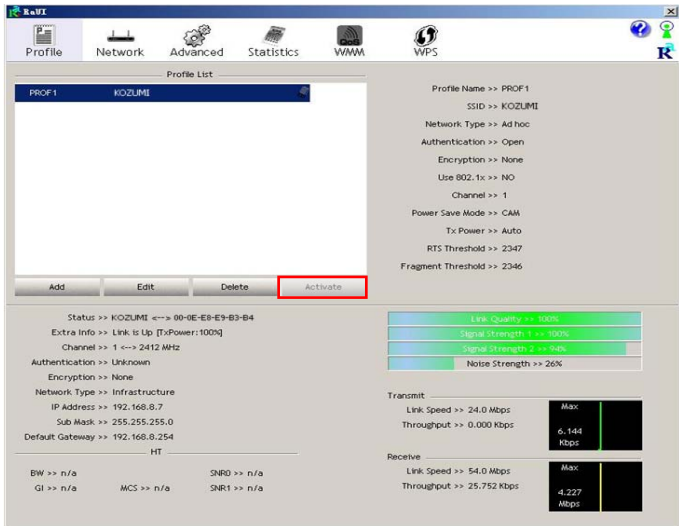 RaUI
Profile Network Advanced Statistics QoS WMM WPS
Profile List
PROF1 KOZUMI
Add Edit Delete Activate
Profile Name >> PROF1
SSID >> KOZUMI
Network Type >> Ad hoc
Authentication >> Open
Encryption >> None
Use 802.1x >> NO
Channel >> 1
Power Save Mode >> CAM
Tx Power >> Auto
RTS Threshold >> 2347
Fragment Threshold >> 2346
Status >> KOZUMI <--> 00-0E-E8-E9-B3-B4
Extra Info >> Link is Up [TxPower:100%]
Channel >> 1 <--> 2412 MHz
Authentication >> Unknown
Encryption >> None
Network Type >> Infrastructure
IP Address >> 192.168.8.7
Sub Mask >> 255.255.255.0
Default Gateway >> 192.168.8.254
HT
BW >> n/a SNR0 >> n/a
GI >> n/a MCS >> n/a SNR1 >> n/a
Link Quality >> 100%
Signal Strength 1 >> 100%
Signal Strength 2 >> 94%
Noise Strength >> 26%
Transmit
Link Speed >> 24.0 Mbps
Throughput >> 0.000 Kbps
Max
6.144
Kbps
Receive
Link Speed >> 54.0 Mbps
Throughput >> 25.752 Kbps
Max
4.227
Mbps